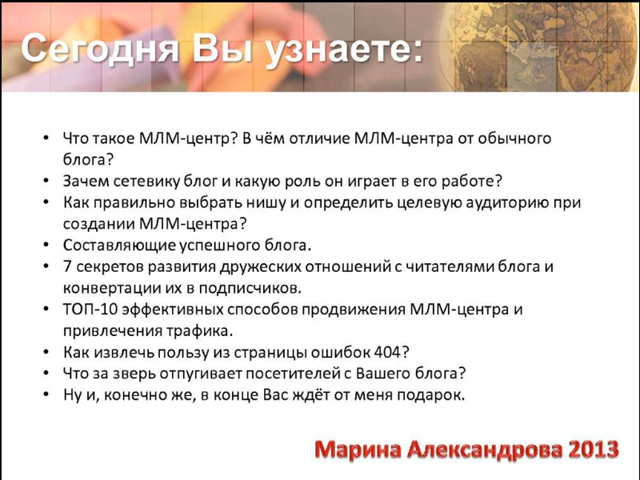 Сегодня Вы узнаете:
• Что такое МЛМ-центр? В чём отличие МЛМ-центра от обычного
блога?
• Зачем сетевику блог и какую роль он играет в его работе?
• Как правильно выбрать нишу и определить целевую аудиторию при
создании МЛМ-центра?
• Составляющие успешного блога.
• 7 секретов развития дружеских отношений с читателями блога и
конвертации их в подписчиков.
• ТОП-10 эффективных способов продвижения МЛМ-центра и
привлечения трафика.
• Как извлечь пользу из страницы ошибок 404?
• Что за зверь отпугивает посетителей с Вашего блога?
• Ну и, конечно же, в конце Вас ждёт от меня подарок.
Марина Александрова 2013